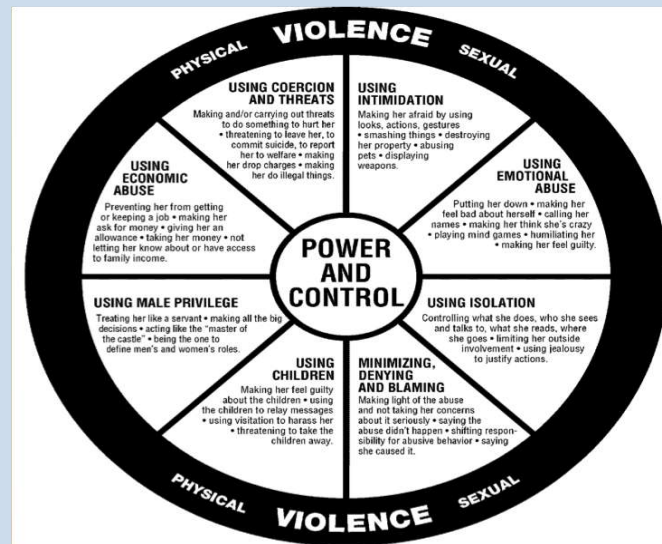 PHYSICAL VIOLENCE SEXUAL
USING COERCION
AND THREATS
Making and/or carrying out threats
to do something to hurt her
• threatening to leave her, to
commit suicide, to report
her to welfare • making
her drop charges • making
her do illegal things.
USING
INTIMIDATION
Making her afraid by using
looks, actions, gestures
• smashing things • destroying
her property • abusing
pets • displaying
weapons.
USING
ECONOMIC
ABUSE
Preventing her from getting
or keeping a job • making her
ask for money • giving her an
allowance • taking her money • not
letting her know about or have access
to family income.
USING
EMOTIONAL
ABUSE
Putting her down • making her
feel bad about herself • calling her
names • making her think she's crazy
• playing mind games • humiliating her
• making her feel guilty.
POWER
AND
CONTROL
USING MALE PRIVILEGE
Treating her like a servant • making all the big
decisions • acting like the "master of
the castle" • being the one to
define men's and women's roles.
USING ISOLATION
Controlling what she does, who she sees
and talks to, what she reads, where
she goes • limiting her outside
involvement • using jealousy
to justify actions.
USING
CHILDREN
Making her feel guilty
about the children • using
the children to relay messages
• using visitation to harass her
• threatening to take the
children away.
MINIMIZING,
DENYING
AND BLAMING
Making light of the abuse
and not taking her concerns
about it seriously • saying the
abuse didn't happen • shifting respon-
sibility for abusive behavior • saying
she caused it.
PHYSICAL VIOLENCE SEXUAL